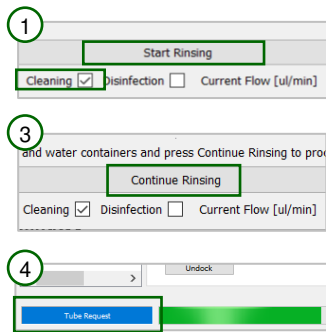 1
Start Rinsing
Cleaning Disinfection Current Flow [ul/min]
3
and water containers and press Continue Rinsing to proc
Continue Rinsing
Cleaning Disinfection Current Flow [ul/min]
4
Undock
>
Tube Request